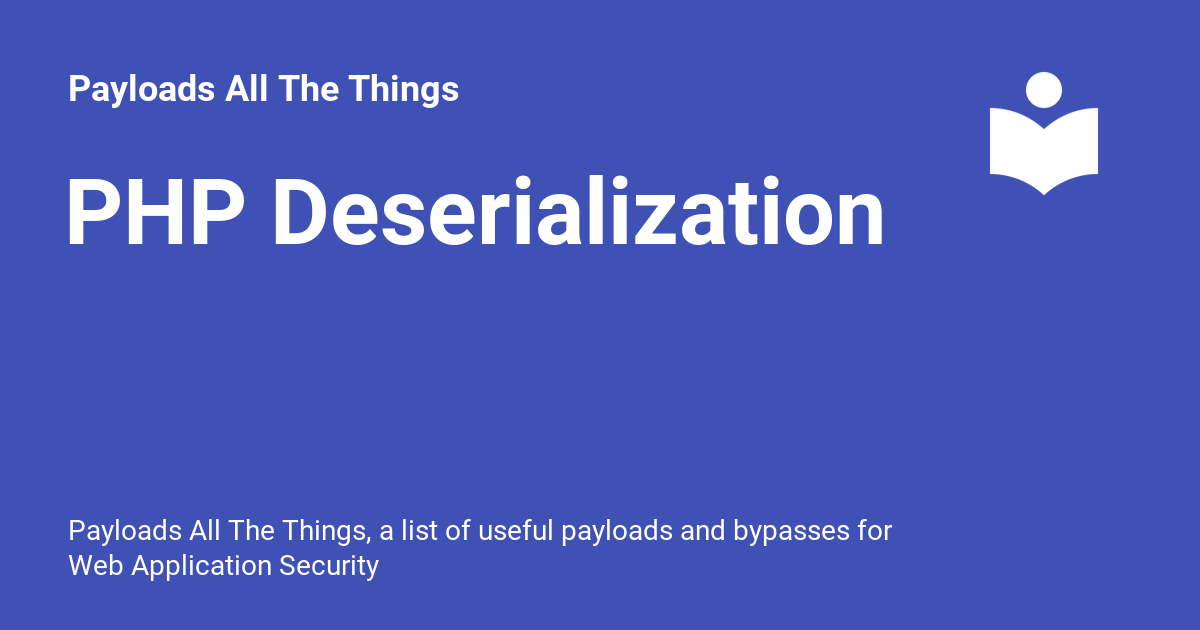 Payloads All The Things
PHP Deserialization
Payloads All The Things, a list of useful payloads and bypasses for
Web Application Security